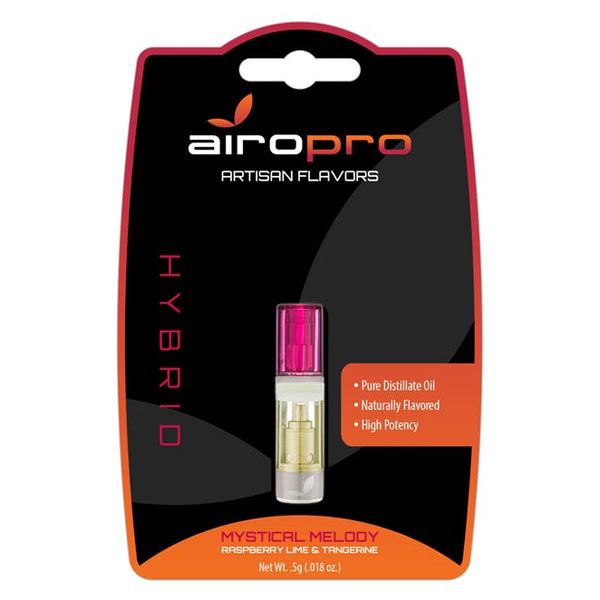 airopro
ARTISAN FLAVORS
HYBRID
• Pure Distillate Oil
• Naturally Flavored
• High Potency
MYSTICAL MELODY
RASPBERRY LIME & TANGERINE
Net Wt. .5g (.018 oz.)